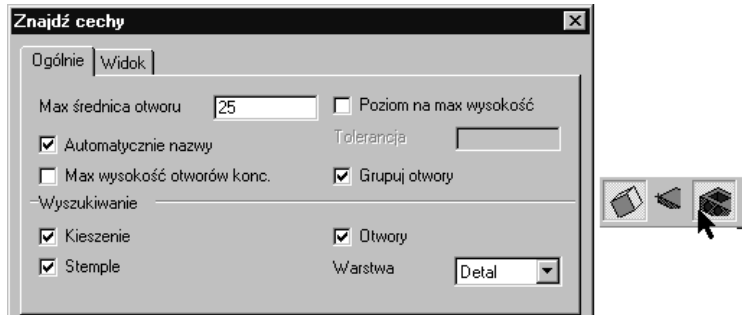 Znajdź cechy
Ogólnie Widok
Max średnica otworu 25 Poziom na max wysokość
Automatycznie nazwy Tolerancja
Max wysokość otworów konc. Grupuj otwory
Wyszukiwanie
Kieszenie Otwory
Stemple Warstwa Detal